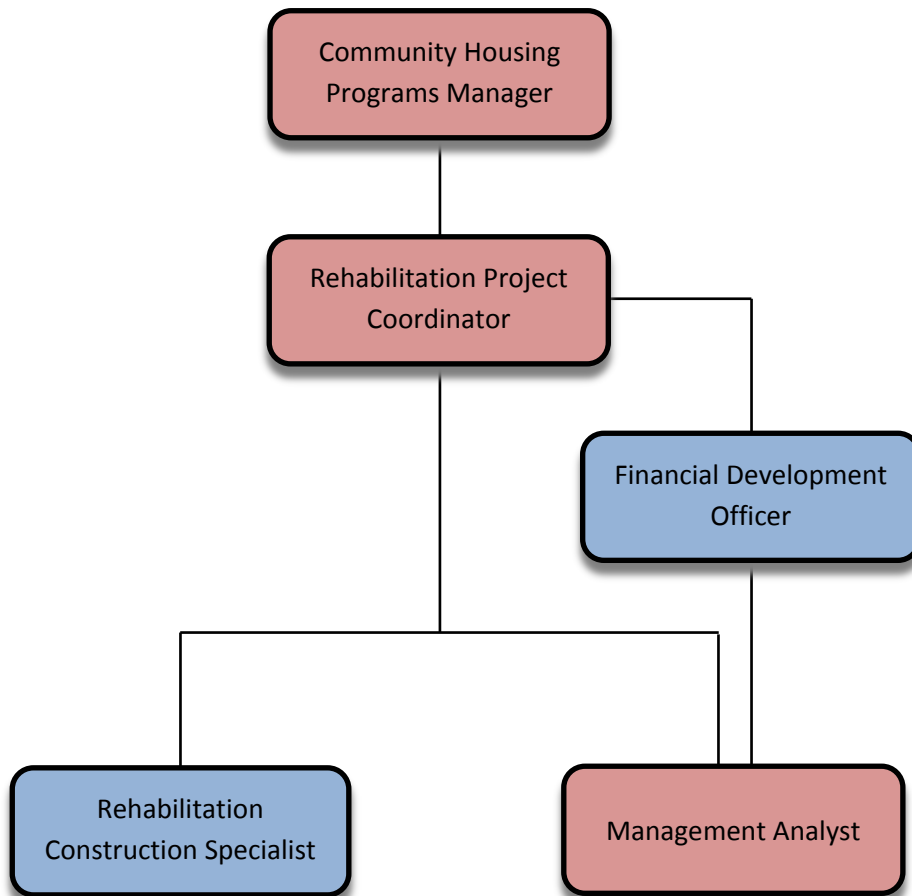 Community Housing
Programs Manager
Rehabilitation Project
Coordinator
Financial Development
Officer
Rehabilitation
Construction Specialist
Management Analyst